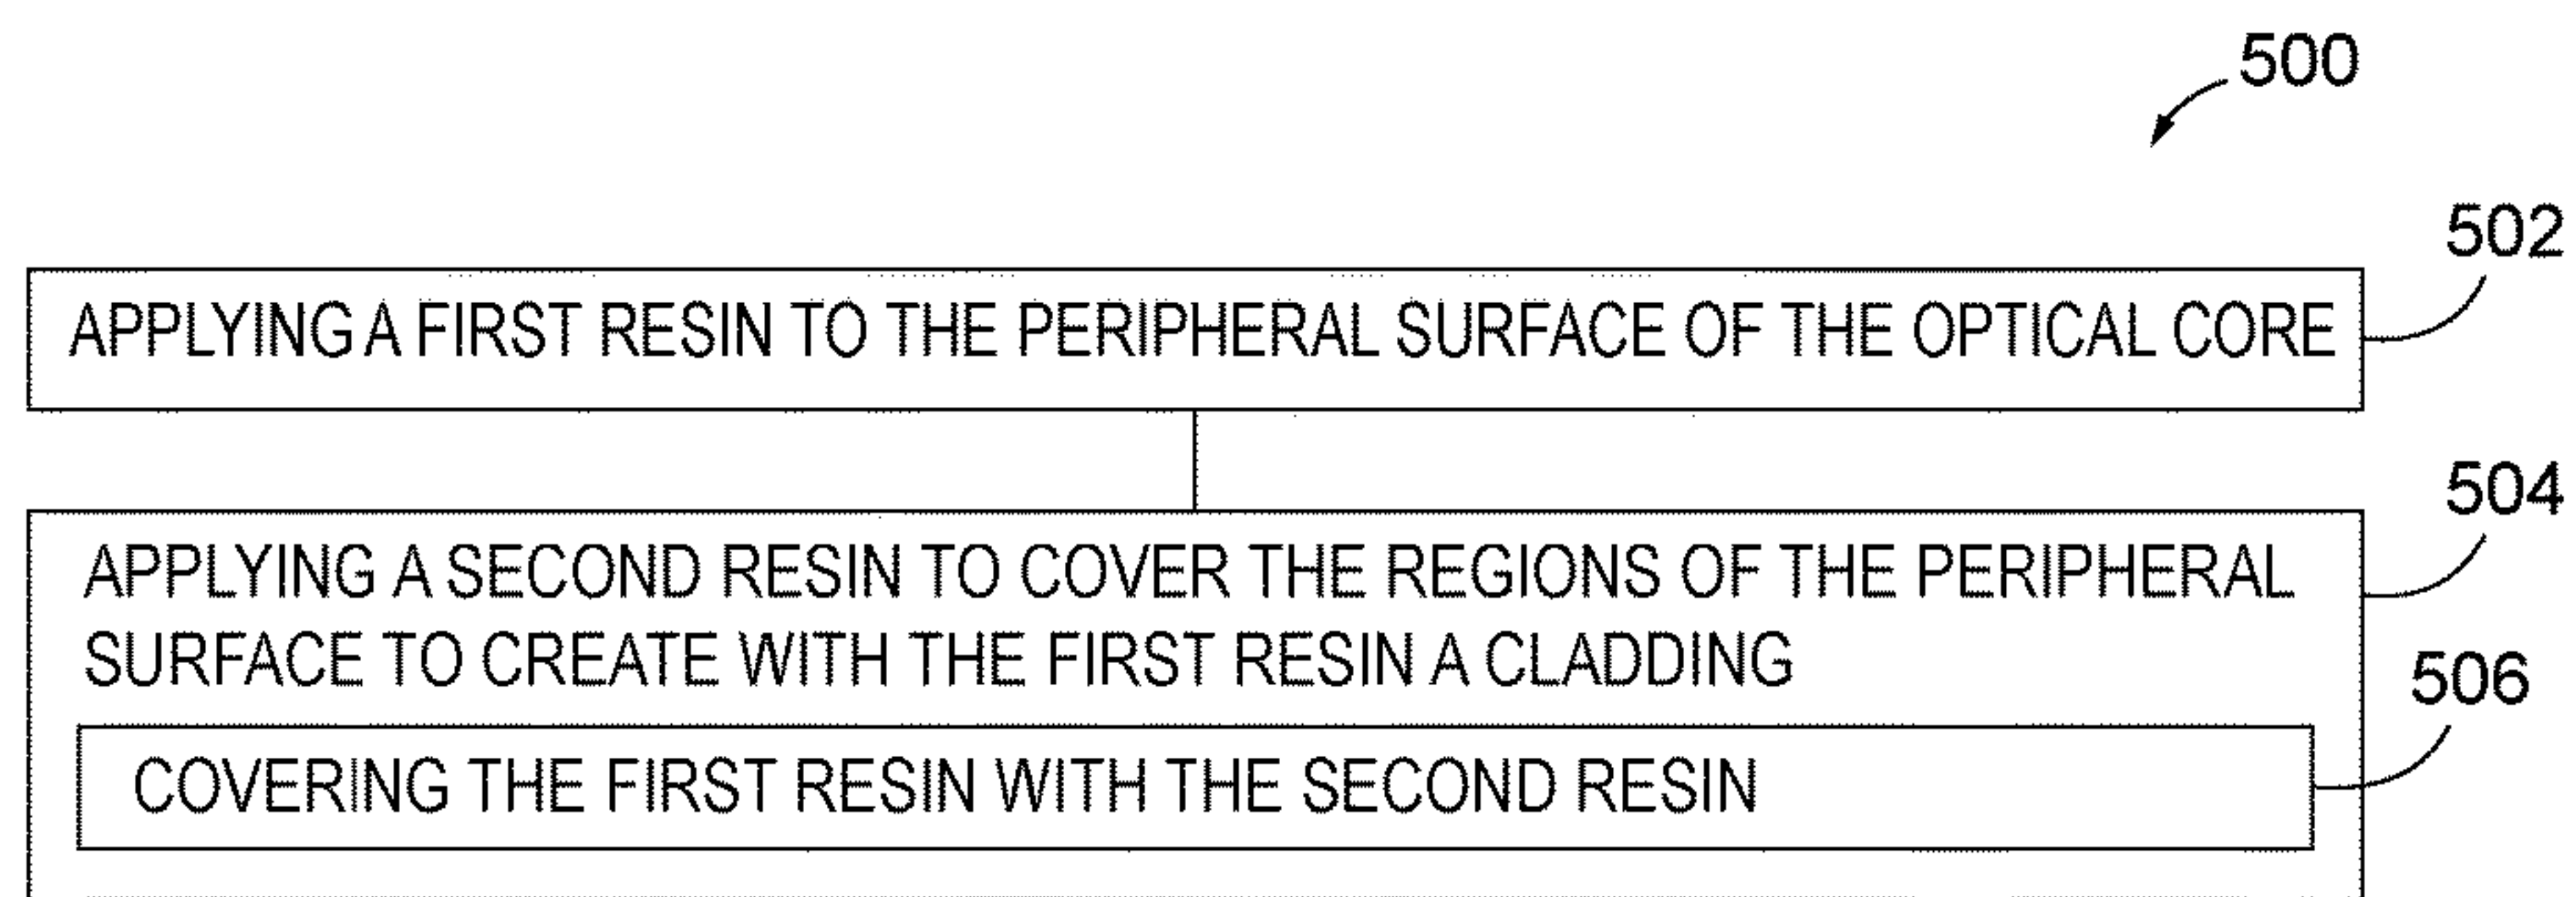 500
502
APPLYING A FIRST RESIN TO THE PERIPHERAL SURFACE OF THE OPTICAL CORE
504
APPLYING A SECOND RESIN TO COVER THE REGIONS OF THE PERIPHERAL
SURFACE TO CREATE WITH THE FIRST RESIN A CLADDING
506
COVERING THE FIRST RESIN WITH THE SECOND RESIN